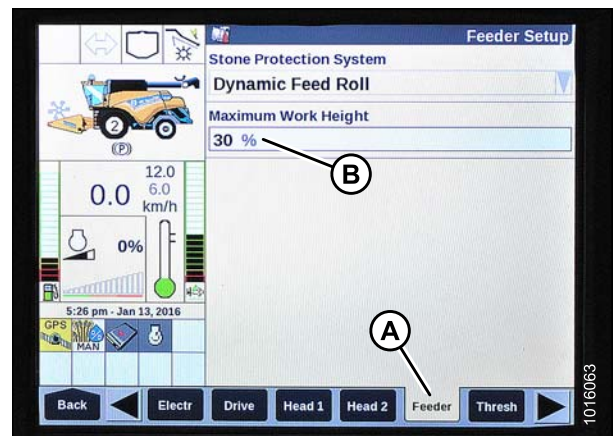 Feeder Setup
Stone Protection System
Dynamic Feed Roll
Maximum Work Height
30 %
B
2
(P)
12.0
6.0
0.0
km/h
0%
5:26 pm - Jan 13, 2016
GPS
MAN
A
Back
Electr
Drive
Head 1
Head 2
Feeder
Thresh
1016063